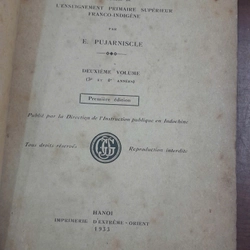 L'ENSEIGNEMENT PRIMAIRE SUPÉRIEUR
FRANCO-INDIGÈNE
PAR
E. PUJARNISCLE
DEUXIÈME VOLUME
Première édition
Publié par la Direction de l'Instruction publique en Indochine
Tous droits réservés
Reproduction interdite
HANOI
IMPRIMERIE D'EXTRÊME-ORIENT